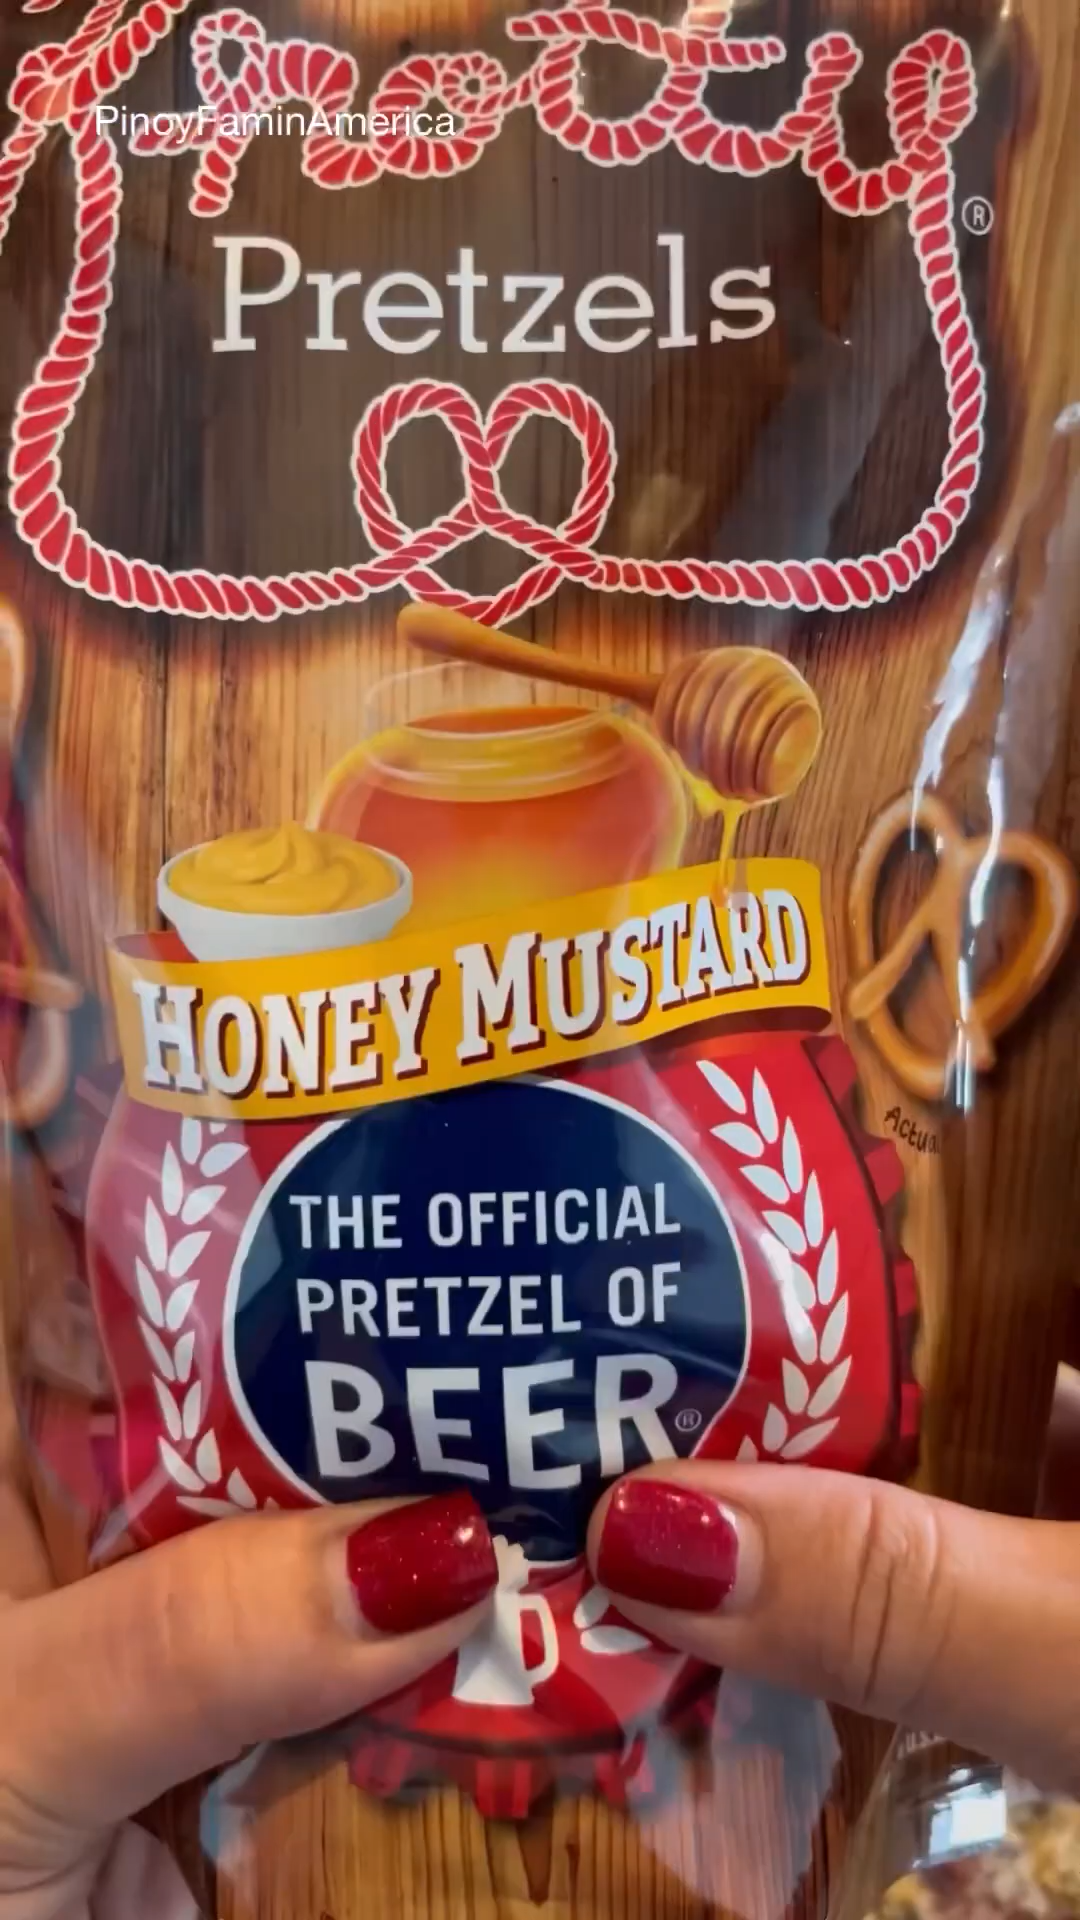 PinoyFaminAmerica
Pretzels
®
HONEY MUSTARD
THE OFFICIAL
PRETZEL OF
BEER®